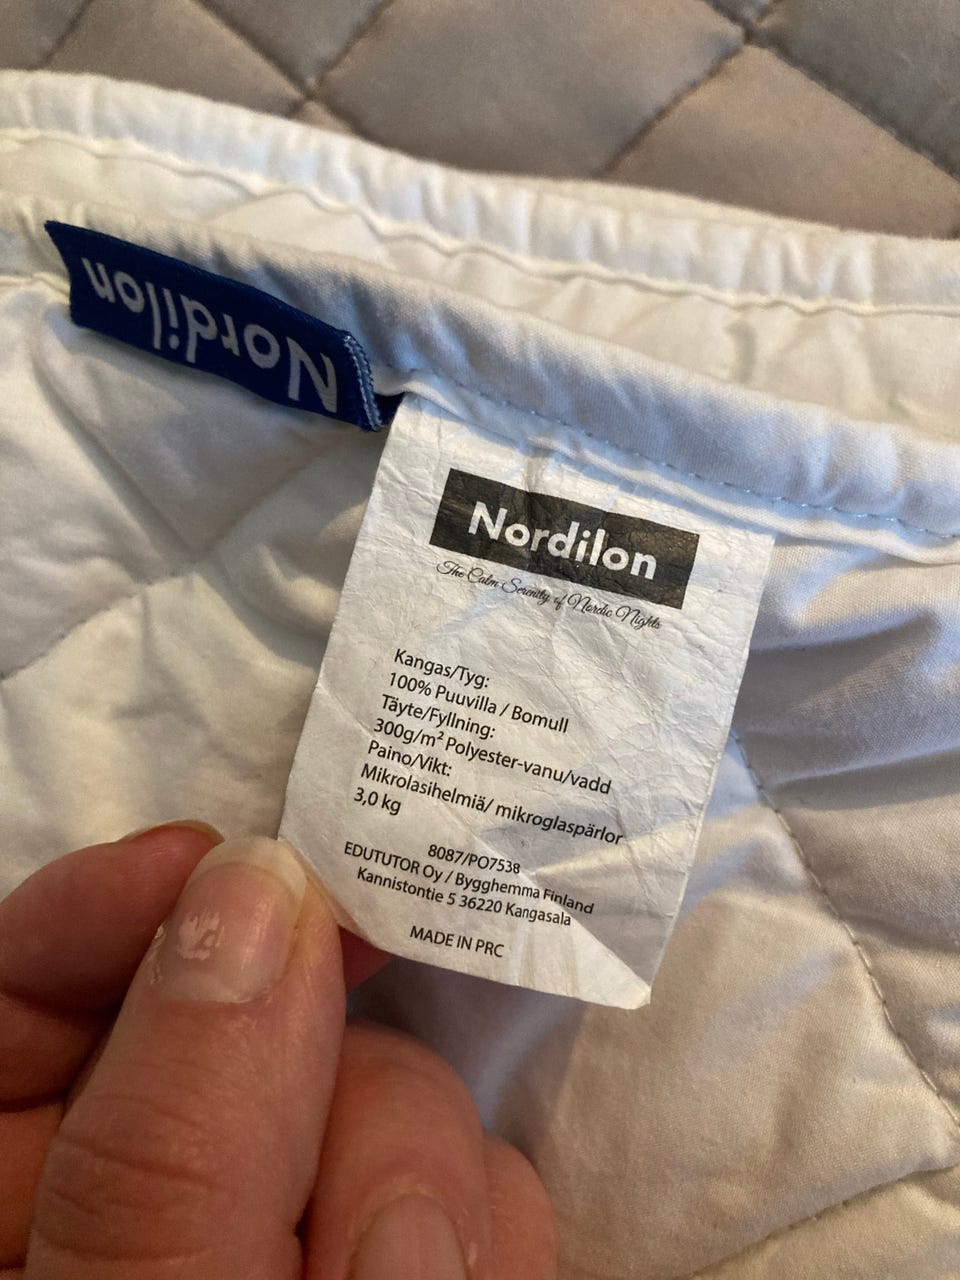 Nordilon
Nordilon
The Calm Serenity of Nordic Nights
Kangas/Tyg:
100% Puuvilla / Bomull
Täyte/Fyllning:
300g/m² Polyester-vanu/vadd
Paino/Vikt:
Mikrolasihelmiä/ mikroglaspärlor
3,0 kg
8087/PO7538
EDUTUTOR Oy / Bygghemma Finland
Kannistontie 5 36220 Kangasala
MADE IN PRC